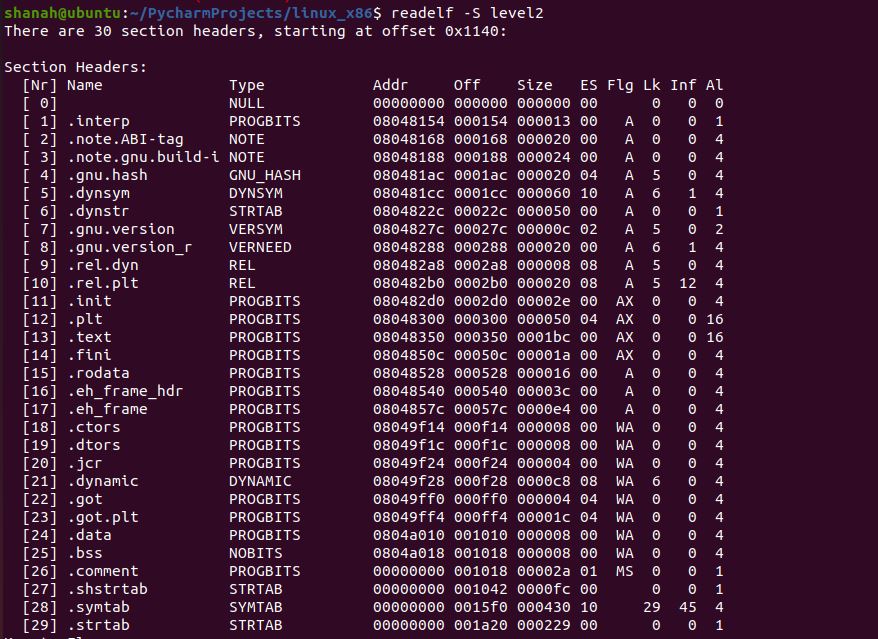 shanah@ubuntu:~/PycharmProjects/linux_x86$ readelf -S level2
There are 30 section headers, starting at offset 0x1140:

Section Headers:
  [Nr] Name              Type            Addr     Off    Size   ES Flg Lk Inf Al
  [ 0]                   NULL            00000000 000000 000000 00      0   0  0
  [ 1] .interp           PROGBITS        08048154 000154 000013 00   A  0   0  1
  [ 2] .note.ABI-tag     NOTE            08048168 000168 000020 00   A  0   0  4
  [ 3] .note.gnu.build-i NOTE            08048188 000188 000024 00   A  0   0  4
  [ 4] .gnu.hash         GNU_HASH        080481ac 0001ac 000020 04   A  5   0  4
  [ 5] .dynsym           DYNSYM          080481cc 0001cc 000060 10   A  6   1  4
  [ 6] .dynstr           STRTAB          0804822c 00022c 000050 00   A  0   0  1
  [ 7] .gnu.version      VERSYM          0804827c 00027c 00000c 02   A  5   0  2
  [ 8] .gnu.version_r    VERNEED         08048288 000288 000020 00   A  6   1  4
  [ 9] .rel.dyn          REL             080482a8 0002a8 000008 08   A  5   0  4
  [10] .rel.plt          REL             080482b0 0002b0 000020 08   A  5  12  4
  [11] .init             PROGBITS        080482d0 0002d0 00002e 00  AX  0   0  4
  [12] .plt              PROGBITS        08048300 000300 000050 04  AX  0   0 16
  [13] .text             PROGBITS        08048350 000350 0001bc 00  AX  0   0 16
  [14] .fini             PROGBITS        0804850c 00050c 00001a 00  AX  0   0  4
  [15] .rodata           PROGBITS        08048528 000528 000016 00   A  0   0  4
  [16] .eh_frame_hdr     PROGBITS        08048540 000540 00003c 00   A  0   0  4
  [17] .eh_frame         PROGBITS        0804857c 00057c 0000e4 00   A  0   0  4
  [18] .ctors            PROGBITS        08049f14 000f14 000008 00  WA  0   0  4
  [19] .dtors            PROGBITS        08049f1c 000f1c 000008 00  WA  0   0  4
  [20] .jcr              PROGBITS        08049f24 000f24 000004 00  WA  0   0  4
  [21] .dynamic          DYNAMIC         08049f28 000f28 0000c8 08  WA  6   0  4
  [22] .got              PROGBITS        08049ff0 000ff0 000004 04  WA  0   0  4
  [23] .got.plt          PROGBITS        08049ff4 000ff4 00001c 04  WA  0   0  4
  [24] .data             PROGBITS        0804a010 001010 000008 00  WA  0   0  4
  [25] .bss              NOBITS          0804a018 001018 000008 00  WA  0   0  4
  [26] .comment          PROGBITS        00000000 001018 00002a 01  MS  0   0  1
  [27] .shstrtab         STRTAB          00000000 001042 0000fc 00      0   0  1
  [28] .symtab           SYMTAB          00000000 0015f0 000430 10     29  45  4
  [29] .strtab           STRTAB          00000000 001a20 000229 00      0   0  1